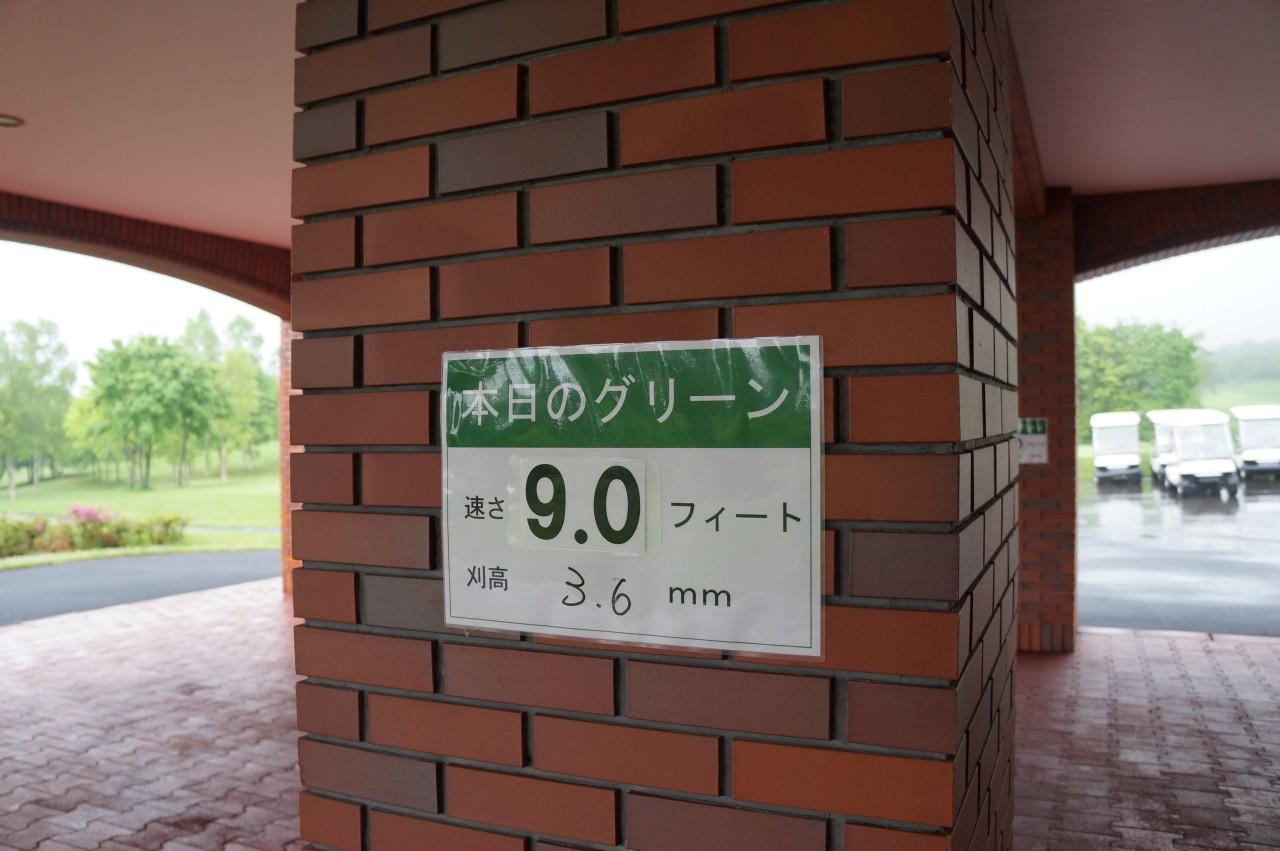 本日のグリーン
速さ 9.0 フィート
刈高 3.6 mm